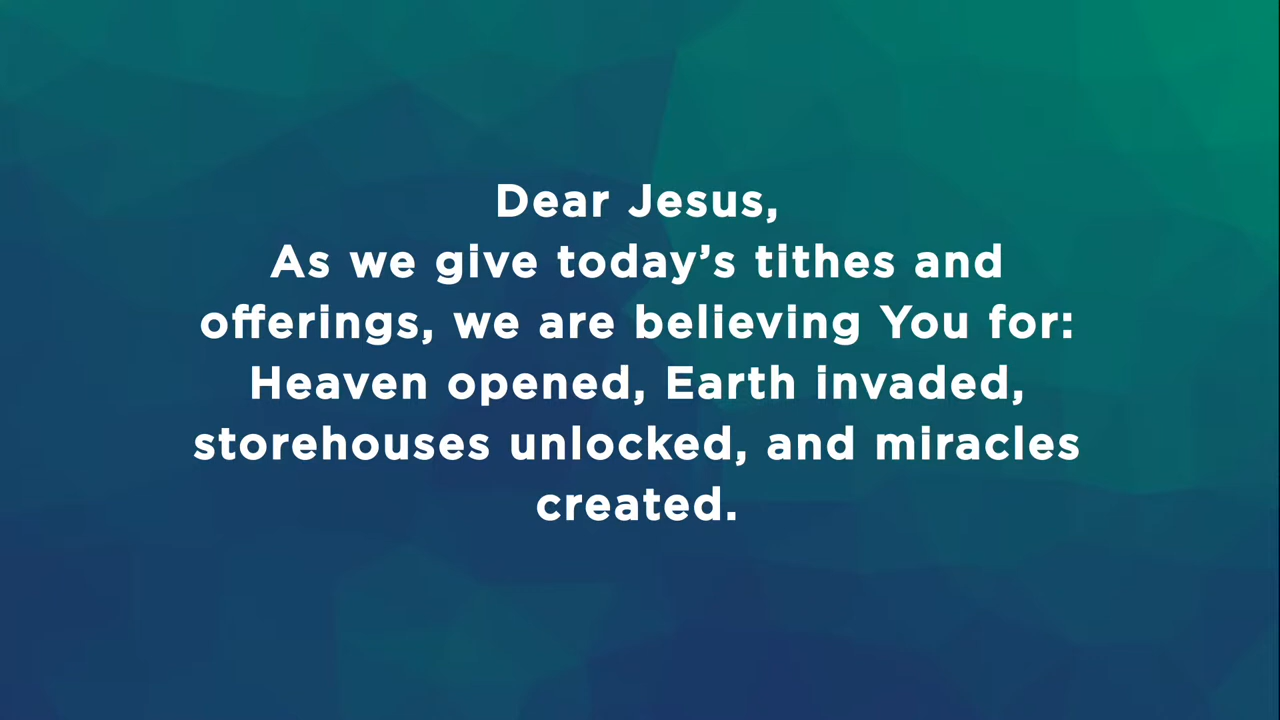 Dear Jesus,
As we give today’s tithes and
offerings, we are believing You for:
Heaven opened, Earth invaded,
storehouses unlocked, and miracles
created.